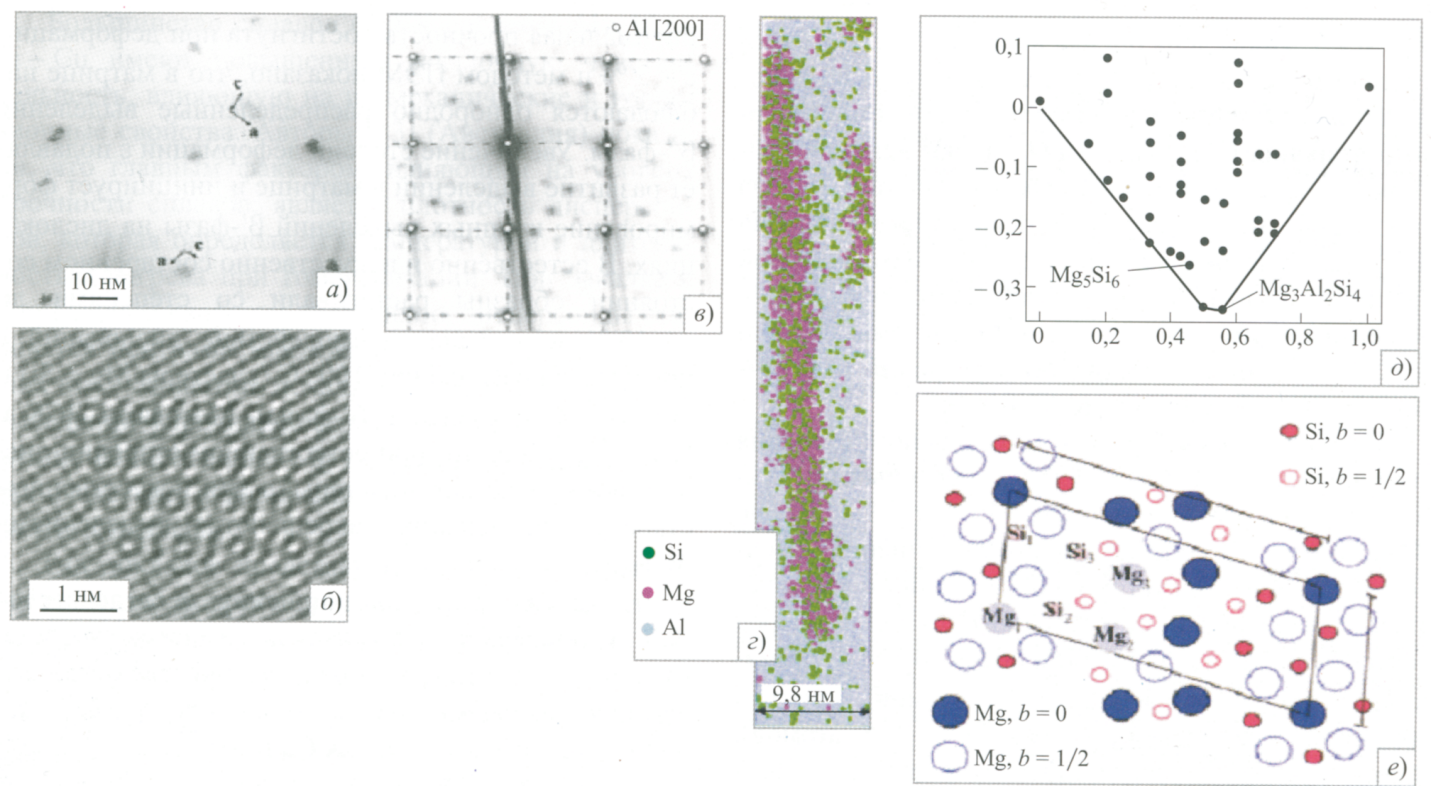 c
a
a
c
10 нм
а)
1 нм
б)
Al [200]
в)
Si
Mg
Al
г)
9,8 нм
0,1
0
– 0,1
– 0,2
– 0,3
Mg5Si6
Mg3Al2Si4
0
0,2
0,4
0,6
0,8
1,0
д)
Si, b = 0
Si, b = 1/2
Si1
Si3
Mg3
Si2
Mg1
Mg2
Mg, b = 0
Mg, b = 1/2
е)